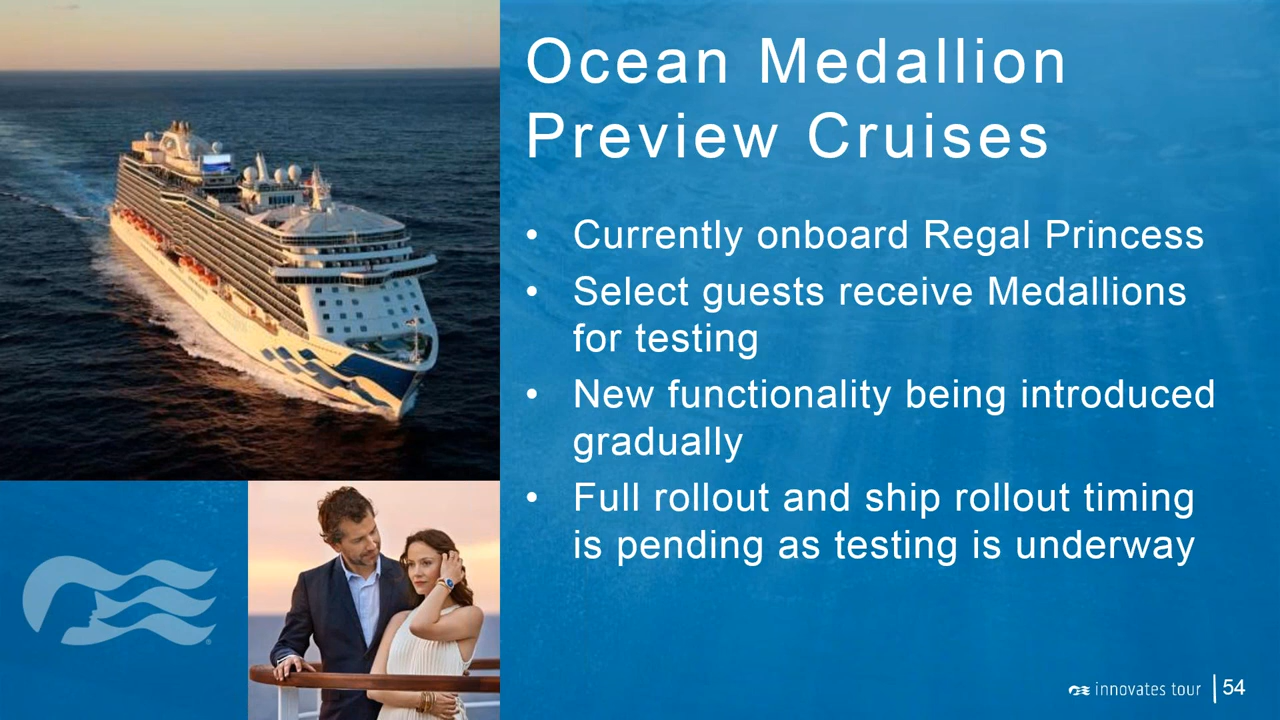 Ocean Medallion
Preview Cruises
• Currently onboard Regal Princess
• Select guests receive Medallions
for testing
• New functionality being introduced
gradually
• Full rollout and ship rollout timing
is pending as testing is underway
innovates tour | 54